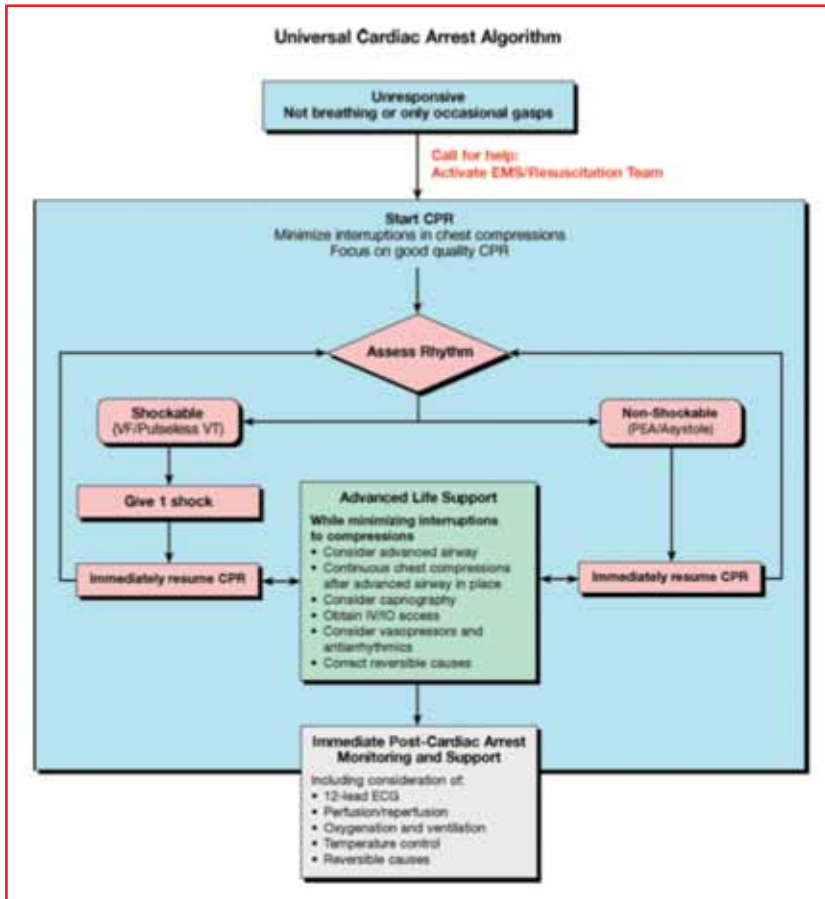 Universal Cardiac Arrest Algorithm
Unresponsive
Not breathing or only occasional gasps
Call for help:
Activate EMS/Resuscitation Team
Start CPR
Minimize interruptions in chest compressions
Focus on good quality CPR
Assess Rhythm
Shockable
(VF/Pulseless VT)
Non-Shockable
(PEA/Asystole)
Give 1 shock
Immediately resume CPR
Advanced Life Support
While minimizing interruptions
to compressions
• Consider advanced airway
• Continuous chest compressions
after advanced airway in place
• Consider capnography
• Obtain IV/IO access
• Consider vasopressors and
antiarrhythmics
• Correct reversible causes
Immediately resume CPR
Immediate Post-Cardiac Arrest
Monitoring and Support
Including consideration of:
• 12-lead ECG
• Perfusion/reperfusion
• Oxygenation and ventilation
• Temperature control
• Reversible causes